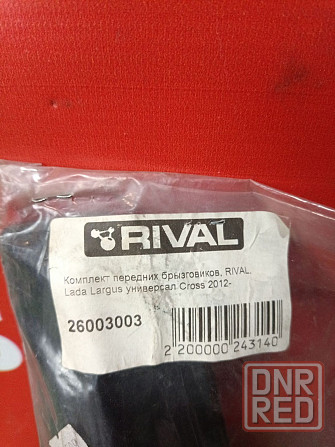 RIVAL
Комплект передних брызговиков, RIVAL,
Lada Largus универсал Cross 2012-
26003003
2 200000 243140
DNR
RED